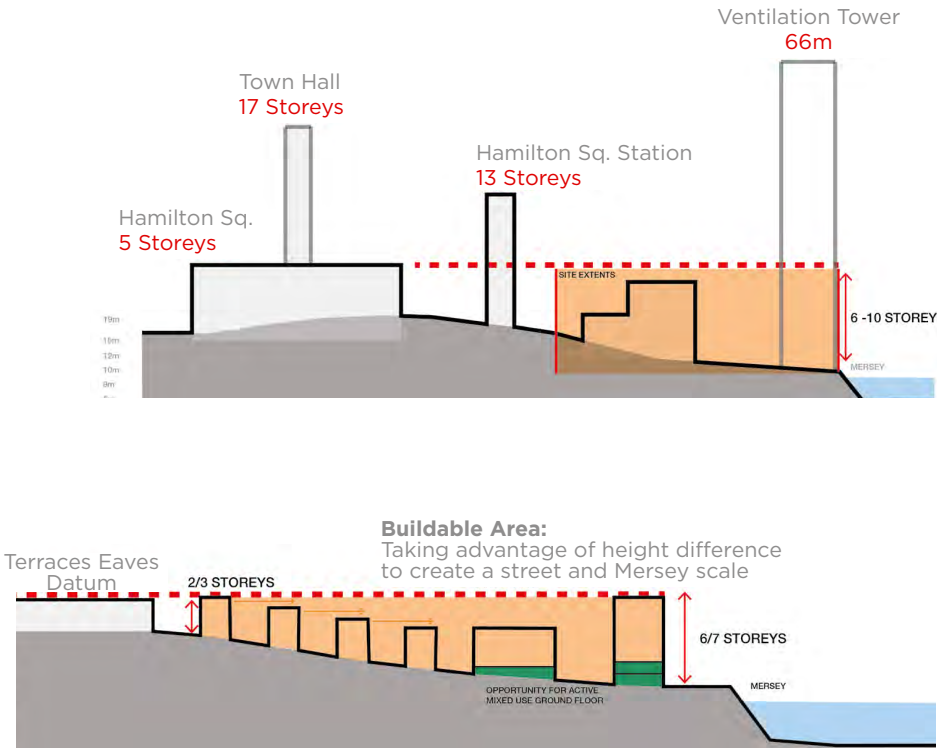 Ventilation Tower
66m
Town Hall
17 Storeys
Hamilton Sq. Station
13 Storeys
Hamilton Sq.
5 Storeys
SITE EXTENTS
19m
12m
10m
6 -10 STOREY
MERSEY
Buildable Area:
Taking advantage of height difference
to create a street and Mersey scale
Terraces Eaves
Datum
2/3 STOREYS
6/7 STOREYS
OPPORTUNITY FOR ACTIVE
MIXED USE GROUND FLOOR
MERSEY